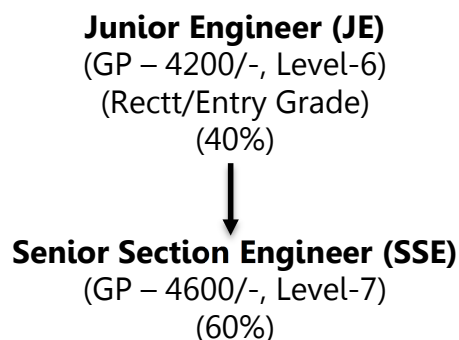 Junior Engineer (JE)
(GP – 4200/-, Level-6)
(Rectt/Entry Grade)
(40%)
Senior Section Engineer (SSE)
(GP – 4600/-, Level-7)
(60%)